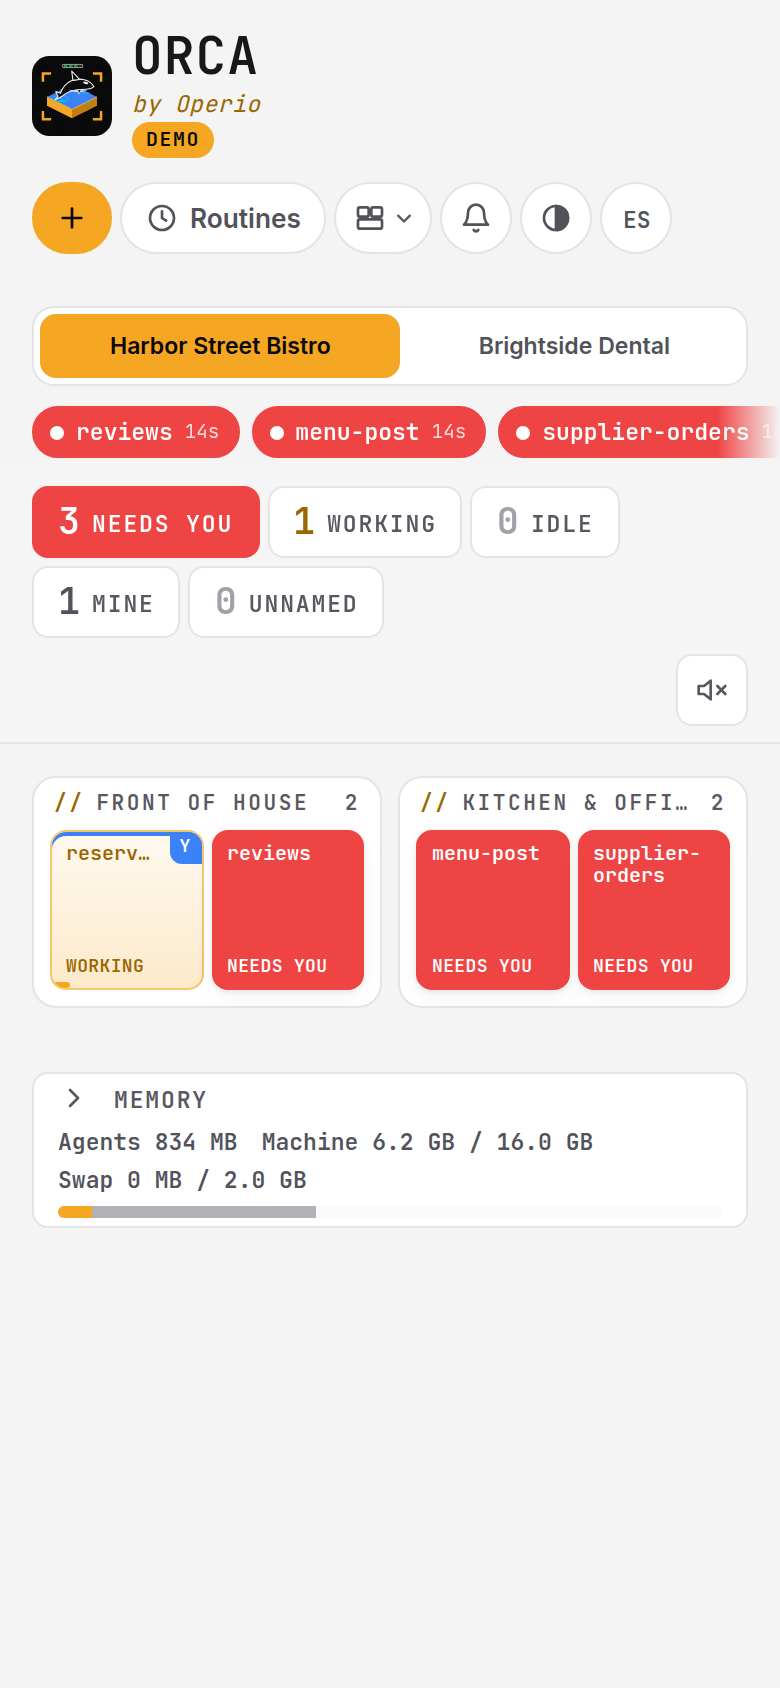 ORCA
by Operio
DEMO
Routines
ES
Harbor Street Bistro
Brightside Dental
reviews 14s
menu-post 14s
supplier-orders
3 NEEDS YOU
1 WORKING
0 IDLE
1 MINE
0 UNNAMED
// FRONT OF HOUSE 2
reserv…
Y
WORKING
reviews
NEEDS YOU
// KITCHEN & OFFI… 2
menu-post
NEEDS YOU
supplier-
orders
NEEDS YOU
MEMORY
Agents 834 MB Machine 6.2 GB / 16.0 GB
Swap 0 MB / 2.0 GB